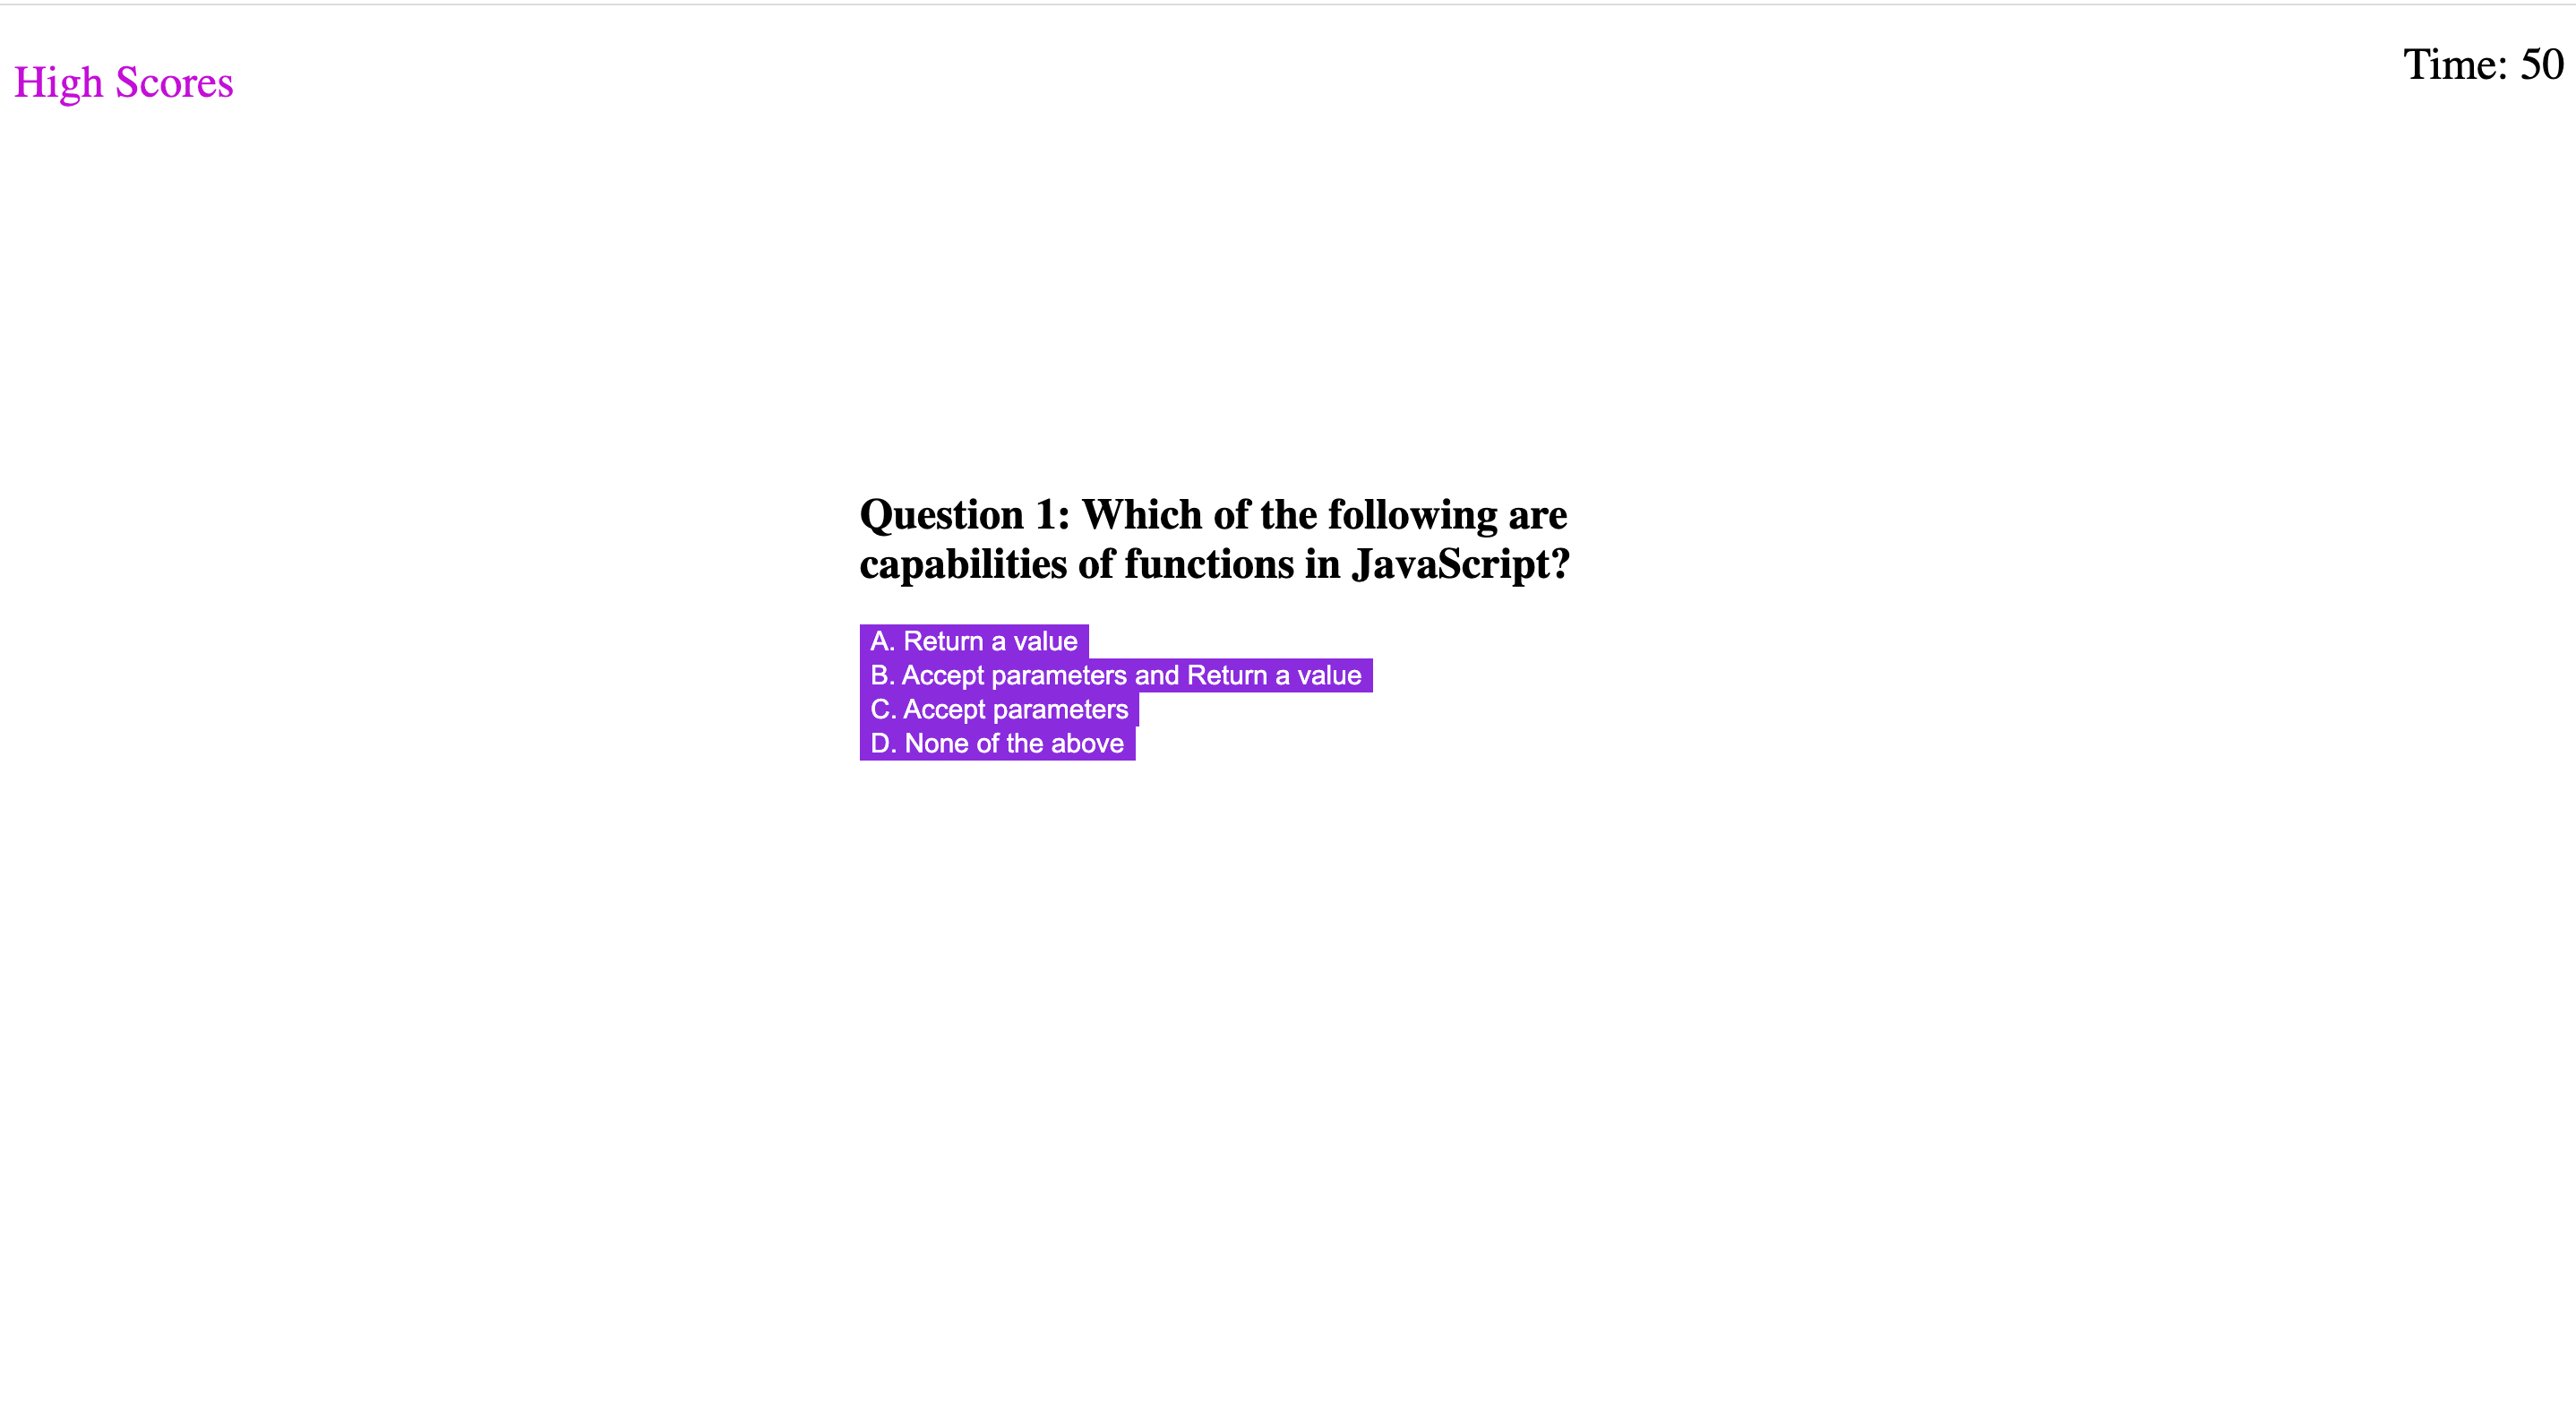 High Scores
Time: 50
Question 1: Which of the following are
capabilities of functions in JavaScript?
A. Return a value
B. Accept parameters and Return a value
C. Accept parameters
D. None of the above